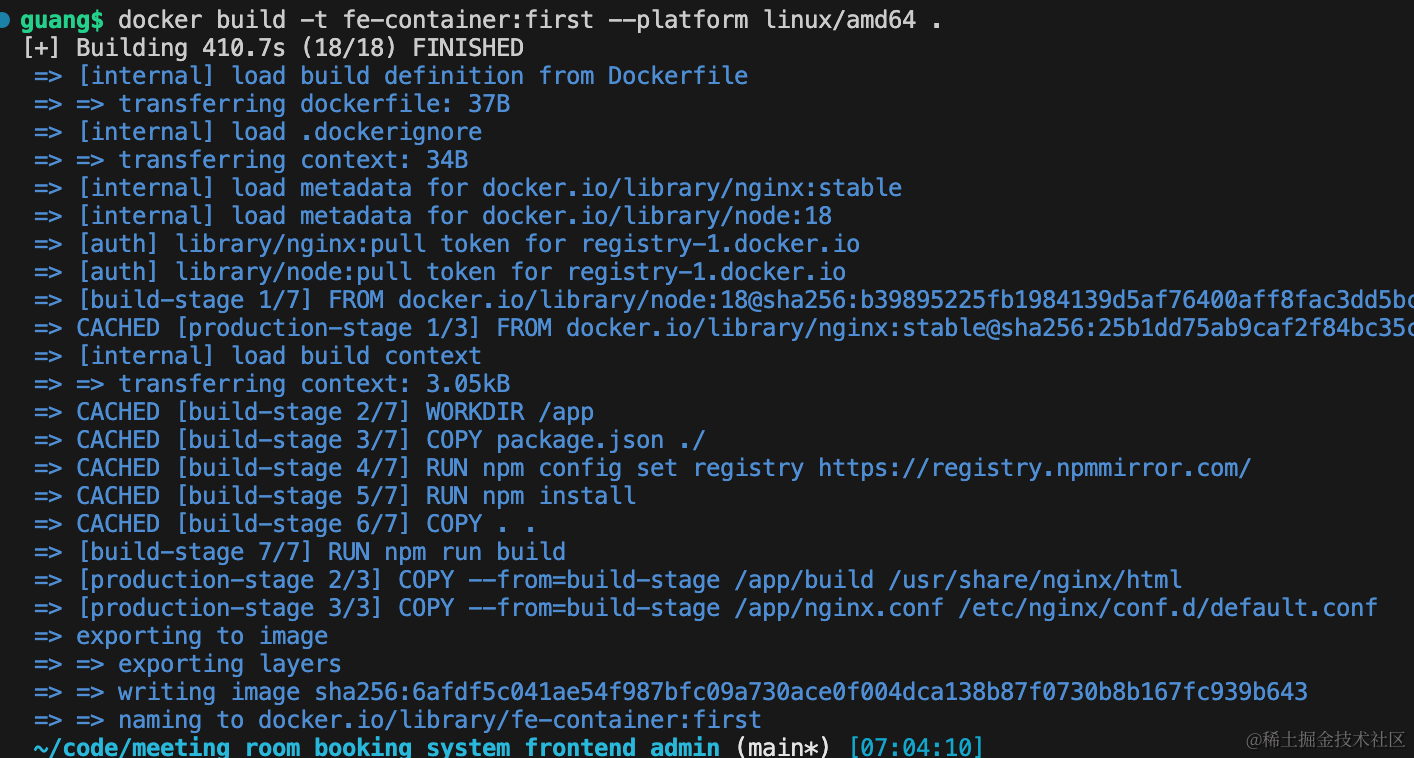 guang$ docker build -t fe-container:first --platform linux/amd64 .
[+] Building 410.7s (18/18) FINISHED
=> [internal] load build definition from Dockerfile
=> => transferring dockerfile: 37B
=> [internal] load .dockerignore
=> => transferring context: 34B
=> [internal] load metadata for docker.io/library/nginx:stable
=> [internal] load metadata for docker.io/library/node:18
=> [auth] library/nginx:pull token for registry-1.docker.io
=> [auth] library/node:pull token for registry-1.docker.io
=> [build-stage 1/7] FROM docker.io/library/node:18@sha256:b39895225fb1984139d5af76400aff8fac3dd5bc
=> CACHED [production-stage 1/3] FROM docker.io/library/nginx:stable@sha256:25b1dd75ab9caf2f84bc35c
=> [internal] load build context
=> => transferring context: 3.05kB
=> CACHED [build-stage 2/7] WORKDIR /app
=> CACHED [build-stage 3/7] COPY package.json ./
=> CACHED [build-stage 4/7] RUN npm config set registry https://registry.npmmirror.com/
=> CACHED [build-stage 5/7] RUN npm install
=> CACHED [build-stage 6/7] COPY . .
=> [build-stage 7/7] RUN npm run build
=> [production-stage 2/3] COPY --from=build-stage /app/build /usr/share/nginx/html
=> [production-stage 3/3] COPY --from=build-stage /app/nginx.conf /etc/nginx/conf.d/default.conf
=> exporting to image
=> => exporting layers
=> => writing image sha256:6afdf5c041ae54f987bfc09a730ace0f004dca138b87f0730b8b167fc939b643
=> => naming to docker.io/library/fe-container:first
~/code/meeting_room_booking_system_frontend_admin (main*) [07:04:10]
@稀土掘金技术社区